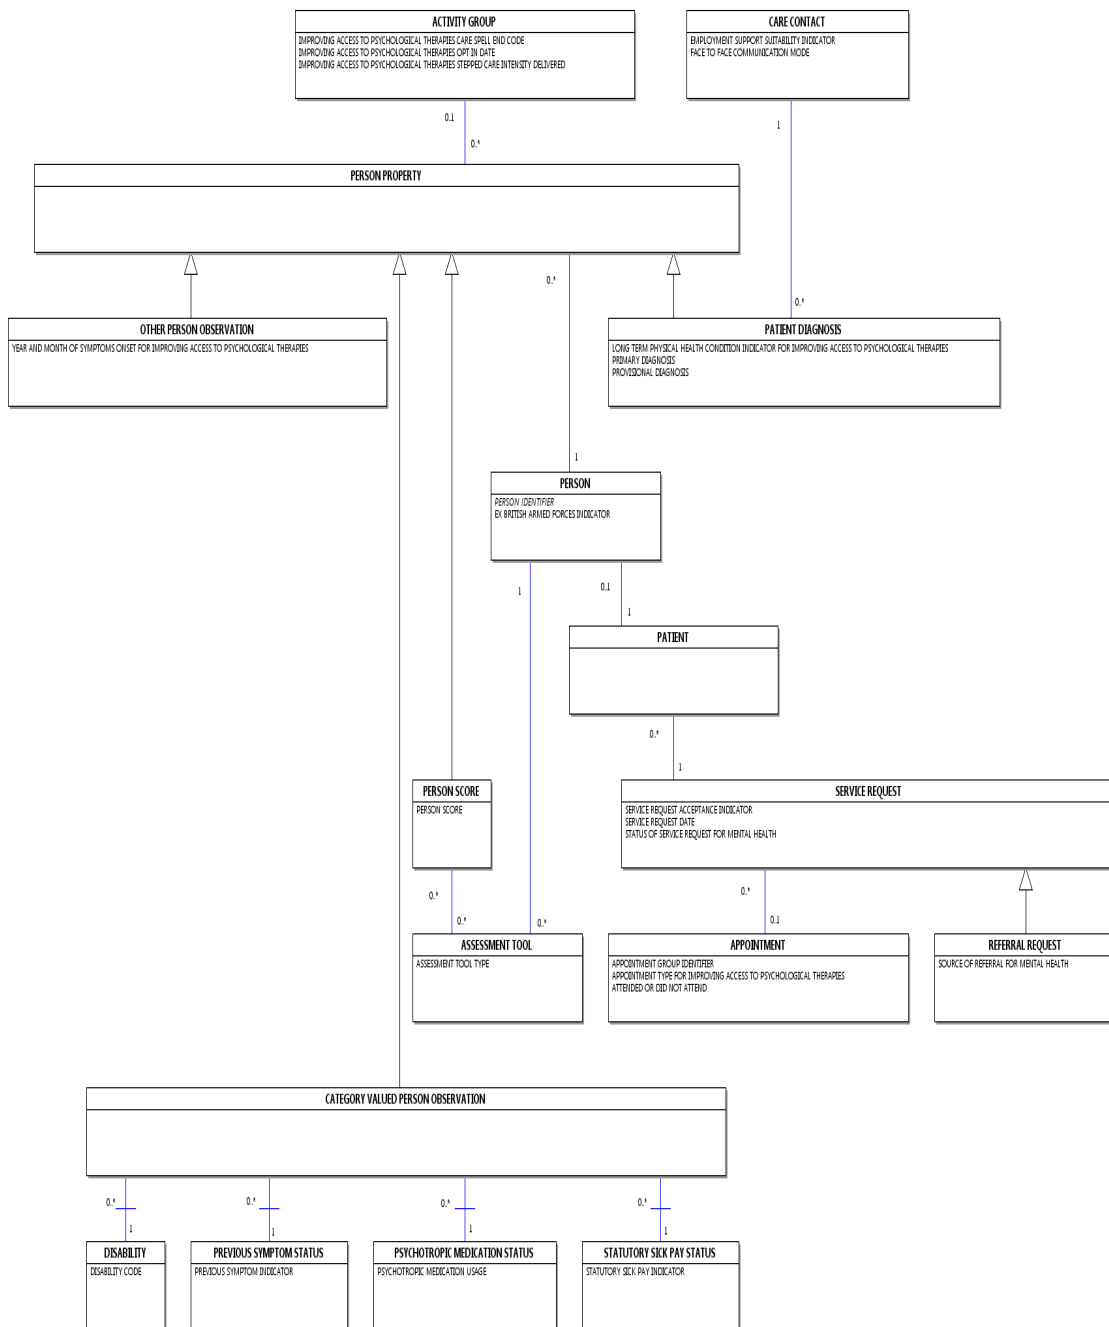 ACTIVITY GROUP
IMPROVING ACCESS TO PSYCHOLOGICAL THERAPIES CARE SPELL END CODE
IMPROVING ACCESS TO PSYCHOLOGICAL THERAPIES OPT IN DATE
IMPROVING ACCESS TO PSYCHOLOGICAL THERAPIES STEPPED CARE INTENSITY DELIVERED
CARE CONTACT
EMPLOYMENT SUPPORT SUITABILITY INDICATOR
FACE TO FACE COMMUNICATION MODE
0..1
0..*
1
PERSON PROPERTY
0..*
0..*
OTHER PERSON OBSERVATION
YEAR AND MONTH OF SYMPTOMS ONSET FOR IMPROVING ACCESS TO PSYCHOLOGICAL THERAPIES
PATIENT DIAGNOSIS
LONG TERM PHYSICAL HEALTH CONDITION INDICATOR FOR IMPROVING ACCESS TO PSYCHOLOGICAL THERAPIES
PRIMARY DIAGNOSIS
PROVISIONAL DIAGNOSIS
1
PERSON
PERSON IDENTIFIER
EX BRITISH ARMED FORCES INDICATOR
1
0..1
1
PATIENT
0..*
1
PERSON SCORE
PERSON SCORE
SERVICE REQUEST
SERVICE REQUEST ACCEPTANCE INDICATOR
SERVICE REQUEST DATE
STATUS OF SERVICE REQUEST FOR MENTAL HEALTH
0..*
0..*
0..*
0..*
0..1
ASSESSMENT TOOL
ASSESSMENT TOOL TYPE
APPOINTMENT
APPOINTMENT GROUP IDENTIFIER
APPOINTMENT TYPE FOR IMPROVING ACCESS TO PSYCHOLOGICAL THERAPIES
ATTENDED OR DID NOT ATTEND
REFERRAL REQUEST
SOURCE OF REFERRAL FOR MENTAL HEALTH
CATEGORY VALUED PERSON OBSERVATION
0..*
1
0..*
1
0..*
1
0..*
1
DISABILITY
DISABILITY CODE
PREVIOUS SYMPTOM STATUS
PREVIOUS SYMPTOM INDICATOR
PSYCHOTROPIC MEDICATION STATUS
PSYCHOTROPIC MEDICATION USAGE
STATUTORY SICK PAY STATUS
STATUTORY SICK PAY INDICATOR